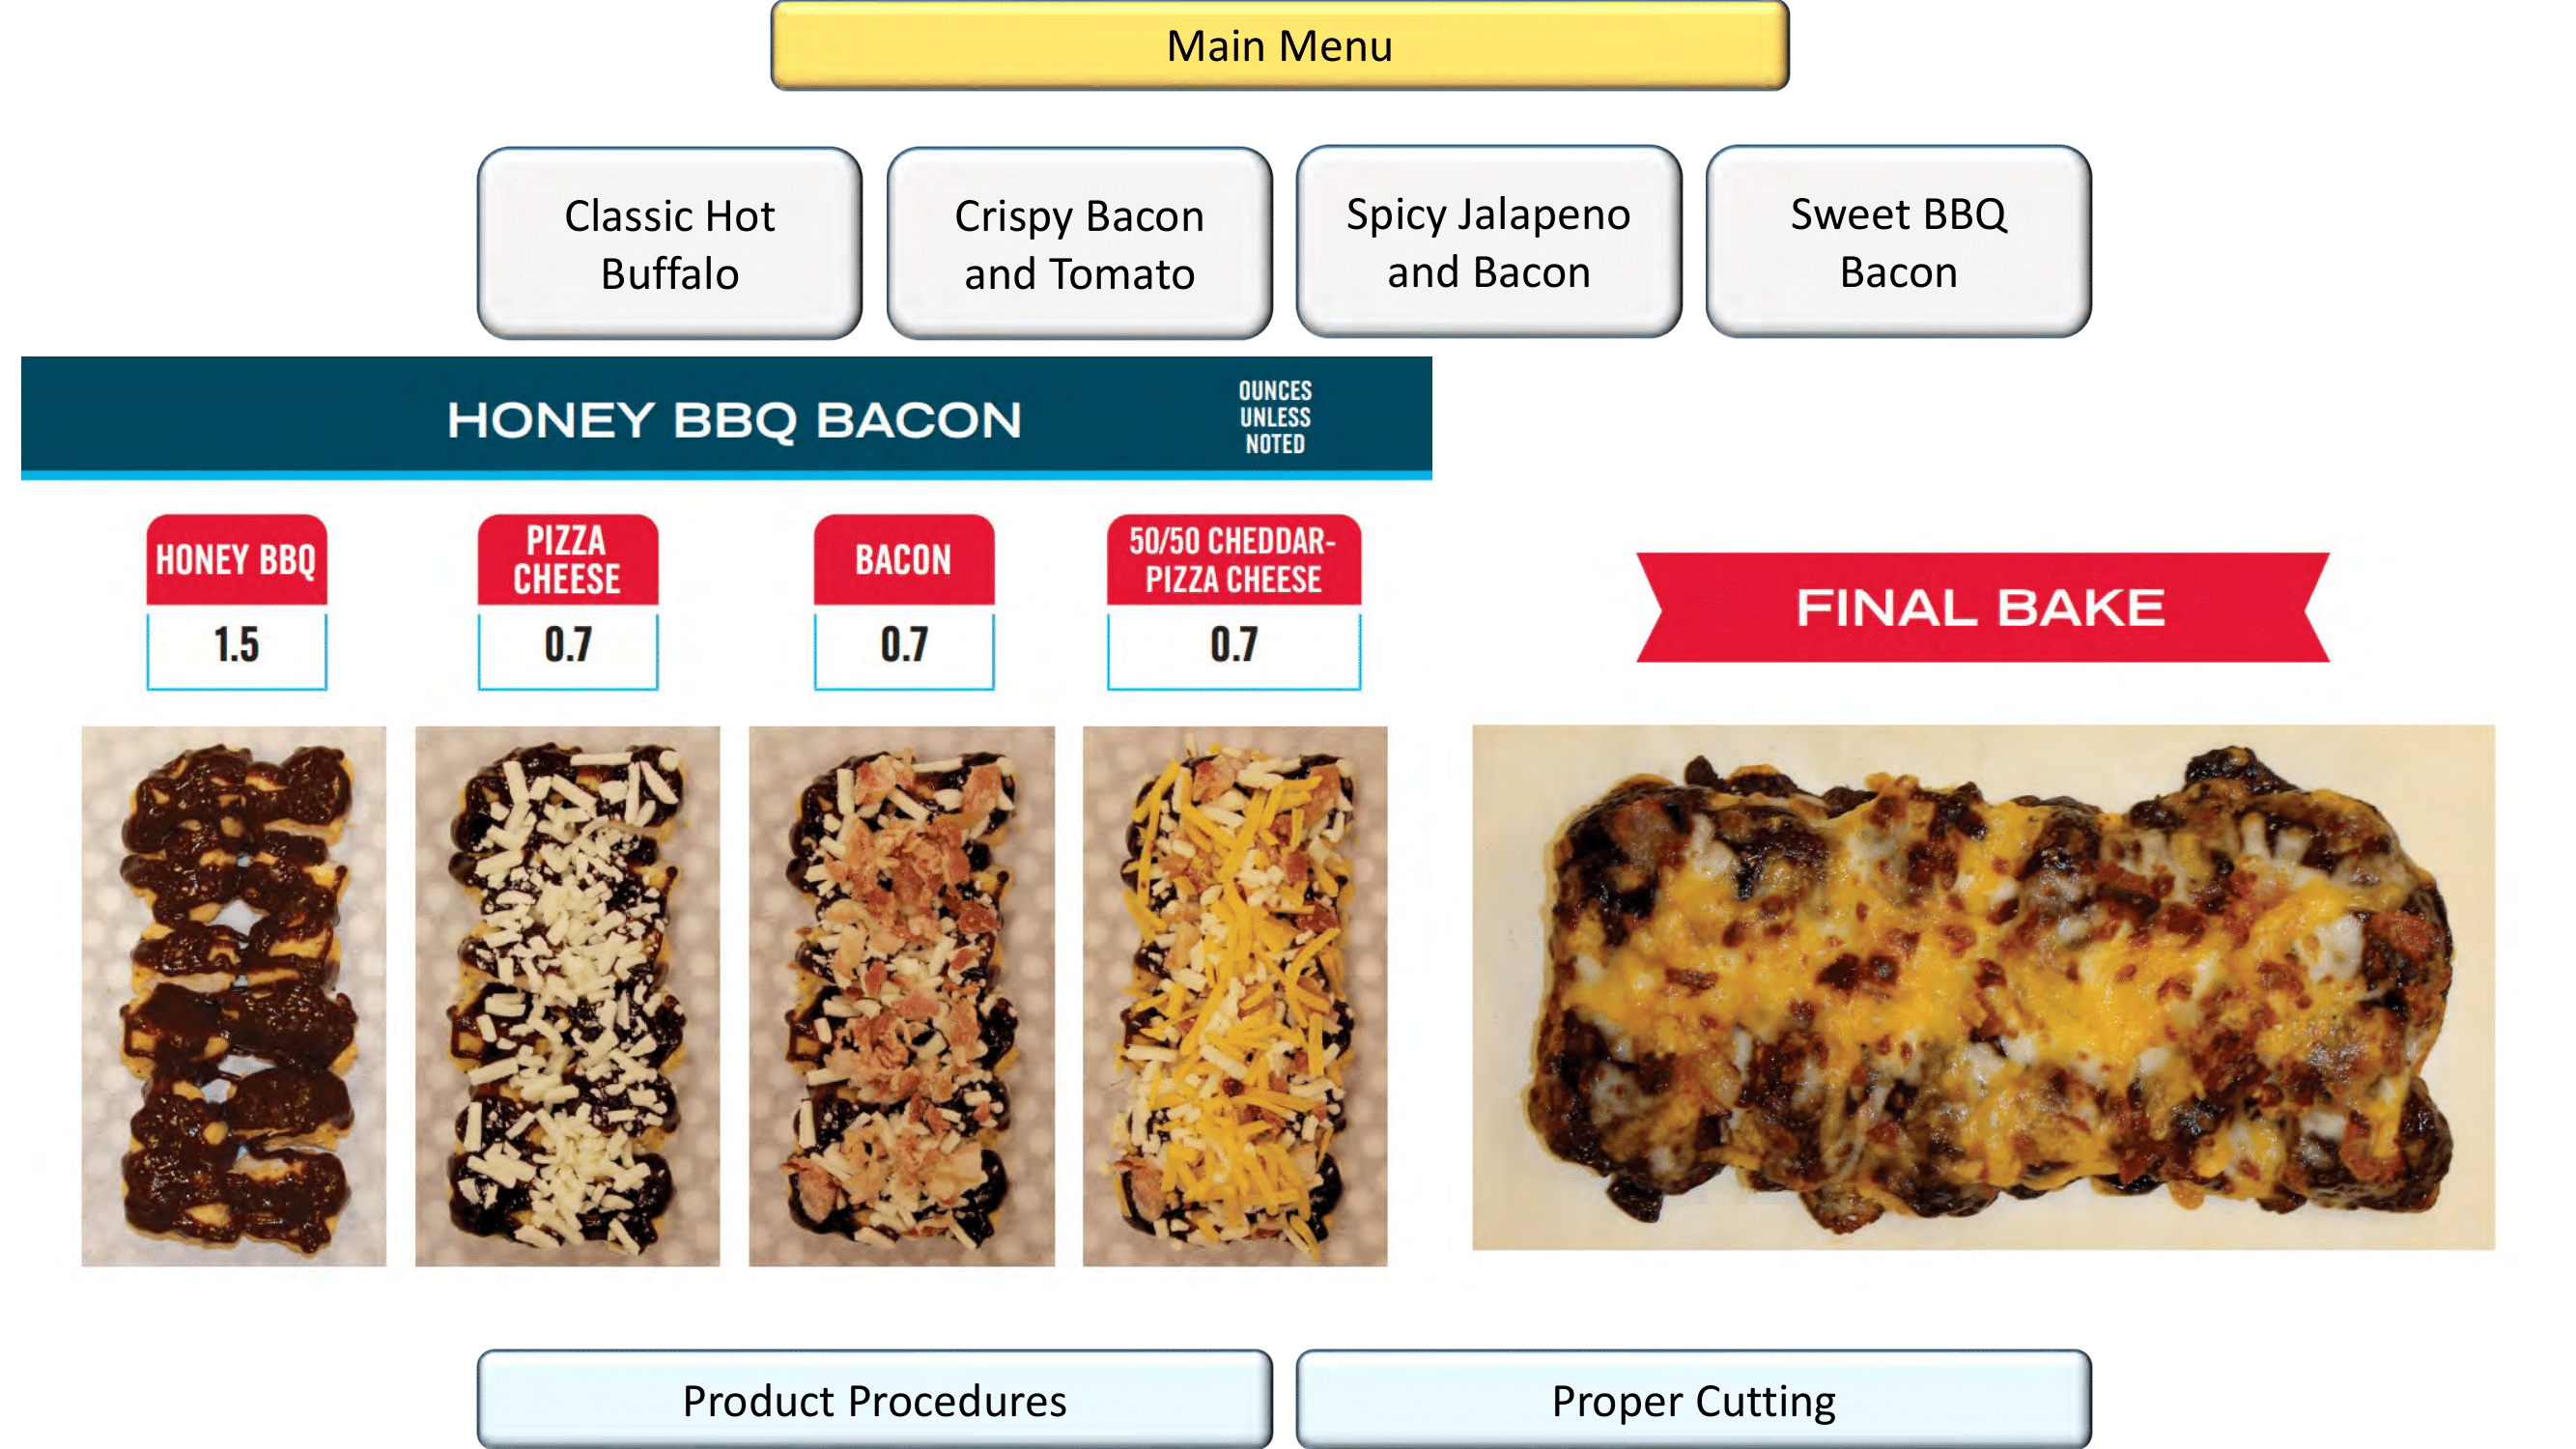 Main Menu
Classic Hot
Buffalo
Crispy Bacon
and Tomato
Spicy Jalapeno
and Bacon
Sweet BBQ
Bacon
HONEY BBQ BACON
OUNCES
UNLESS
NOTED
HONEY BBQ
1.5
PIZZA
CHEESE
0.7
BACON
0.7
50/50 CHEDDAR-
PIZZA CHEESE
0.7
FINAL BAKE
Product Procedures
Proper Cutting